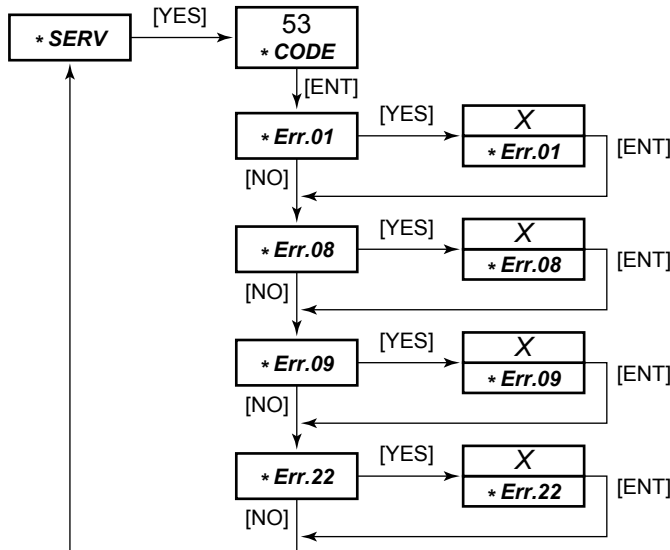 * SERV
[YES]
53
* CODE
[ENT]
* Err.01
[YES]
X
* Err.01
[ENT]
[NO]
* Err.08
[YES]
X
* Err.08
[ENT]
[NO]
* Err.09
[YES]
X
* Err.09
[ENT]
[NO]
* Err.22
[YES]
X
* Err.22
[ENT]
[NO]